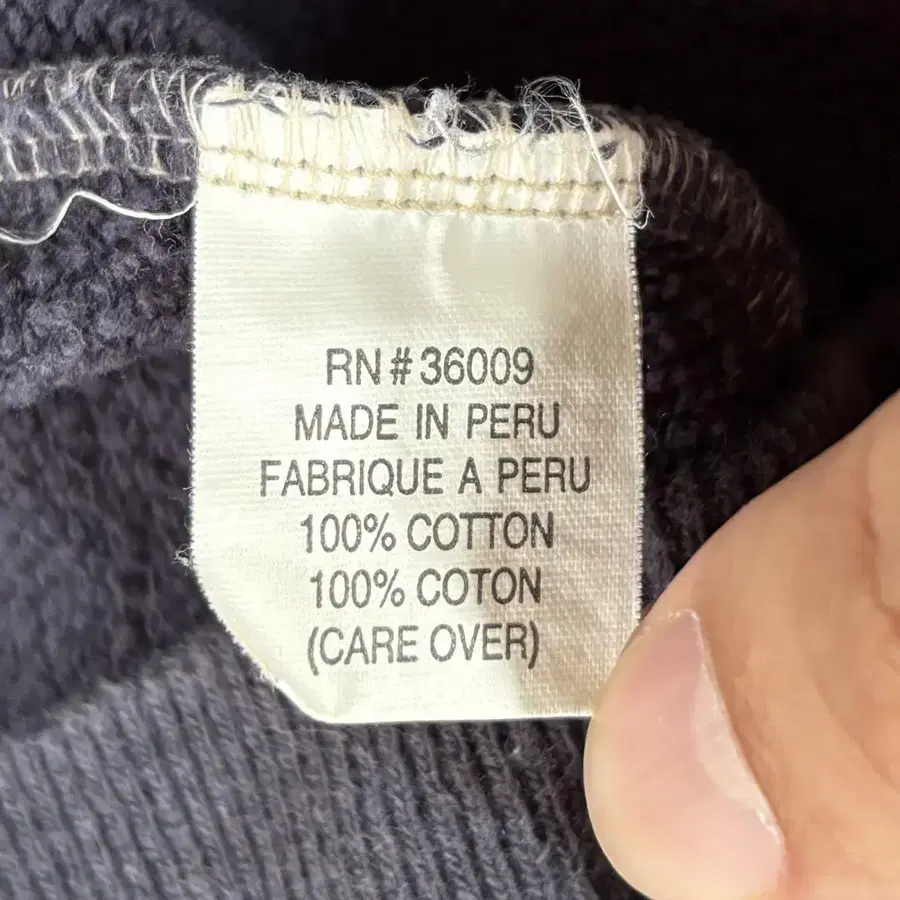 RN # 36009
MADE IN PERU
FABRIQUE A PERU
100% COTTON
100% COTON
(CARE OVER)